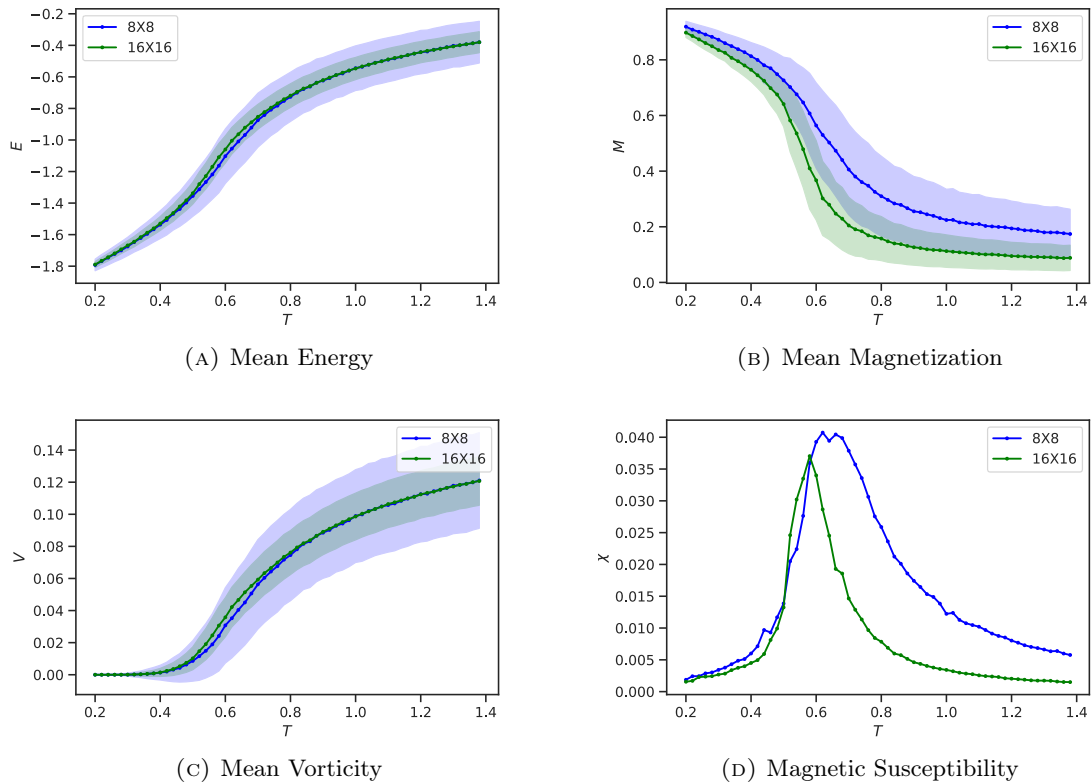 −0.2
−0.4
−0.6
−0.8
−1.0
−1.2
−1.4
−1.6
−1.8
E
8X8
16X16
0.2 0.4 0.6 0.8 1.0 1.2 1.4
T
(A) Mean Energy
0.8
0.6
0.4
0.2
0.0
M
8X8
16X16
0.2 0.4 0.6 0.8 1.0 1.2 1.4
T
(B) Mean Magnetization
0.14
0.12
0.10
0.08
0.06
0.04
0.02
0.00
V
8X8
16X16
0.2 0.4 0.6 0.8 1.0 1.2 1.4
T
(C) Mean Vorticity
0.040
0.035
0.030
0.025
0.020
0.015
0.010
0.005
0.000
χ
8X8
16X16
0.2 0.4 0.6 0.8 1.0 1.2 1.4
T
(D) Magnetic Susceptibility